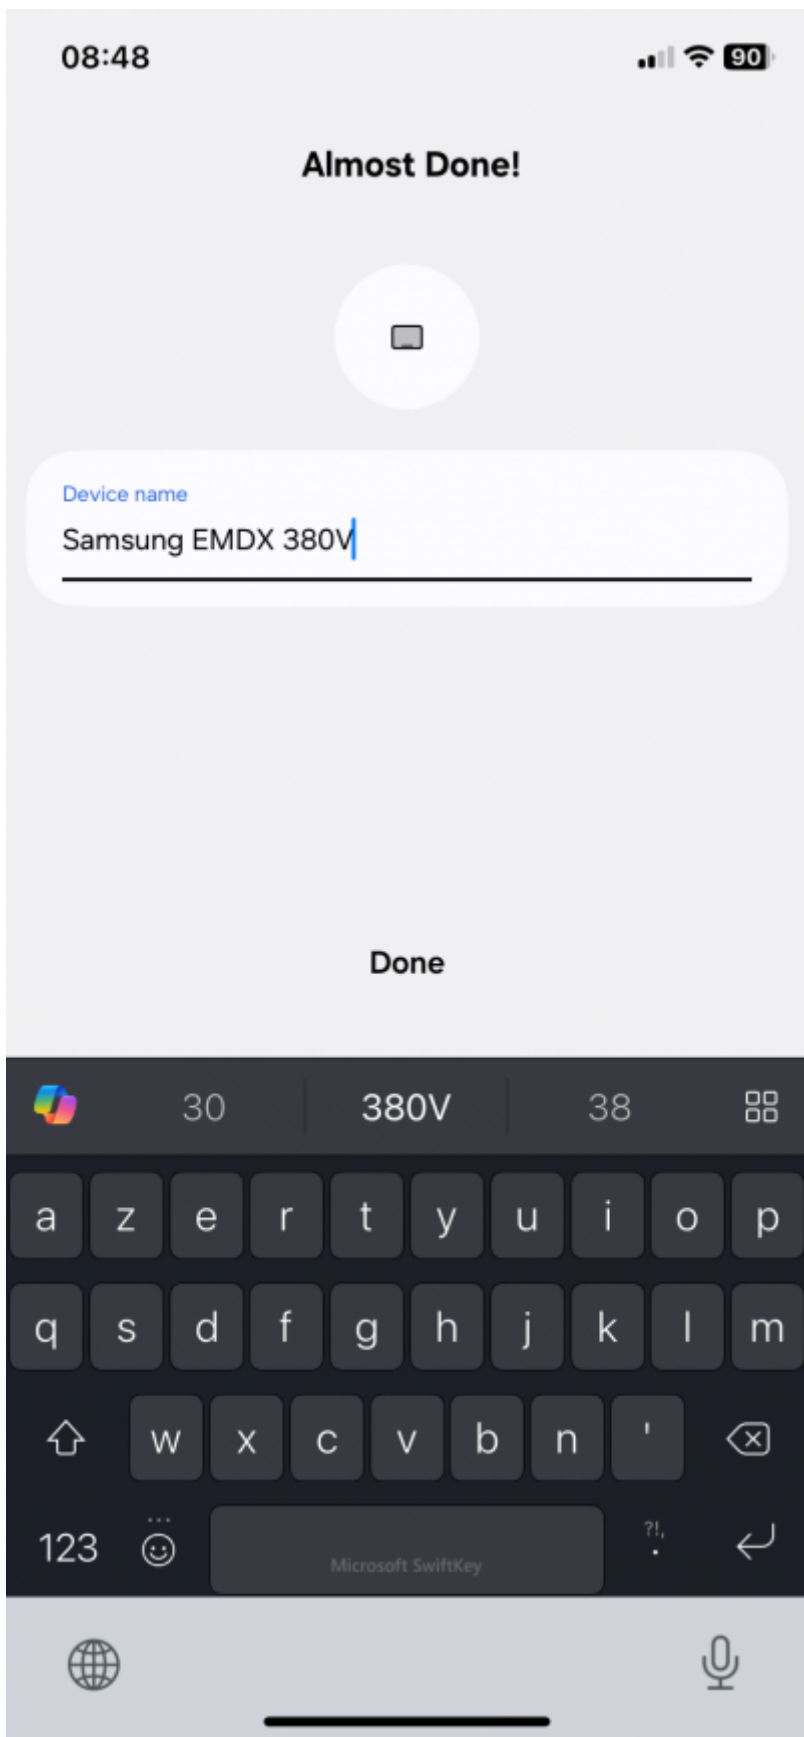 08:48
90
Almost Done!
Device name
Samsung EMDX 380V
Done
30 380V 38
a z e r t y u i o p
q s d f g h j k l m
w x c v b n '
123 ?!, .
Microsoft SwiftKey